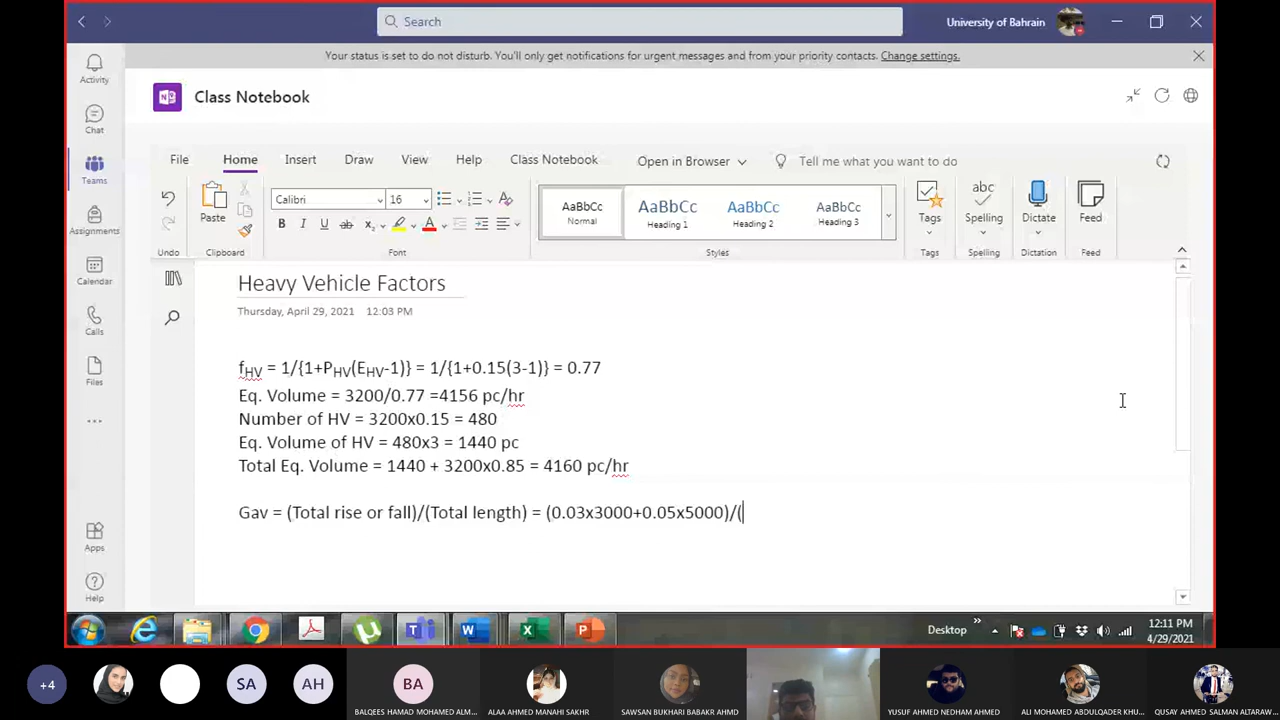 Search
University of Bahrain
Your status is set to do not disturb. You'll only get notifications for urgent messages and from your priority contacts. Change settings.
Activity
Chat
Teams
Assignments
Calendar
Calls
Files
Apps
Help
Class Notebook
File Home Insert Draw View Help Class Notebook Open in Browser Tell me what you want to do
Paste
Calibri 16
AaBbCc AaBbCc AaBbCc AaBbCc
Normal Heading 1 Heading 2 Heading 3
Tags abc Spelling Dictate Feed
Undo Clipboard Font Styles Tags Spelling Dictation Feed
Heavy Vehicle Factors
Thursday, April 29, 2021 12:03 PM
fHV = 1/{1+PHV(EHV-1)} = 1/{1+0.15(3-1)} = 0.77
Eq. Volume = 3200/0.77 =4156 pc/hr
Number of HV = 3200x0.15 = 480
Eq. Volume of HV = 480x3 = 1440 pc
Total Eq. Volume = 1440 + 3200x0.85 = 4160 pc/hr
Gav = (Total rise or fall)/(Total length) = (0.03x3000+0.05x5000)/(
Desktop
12:11 PM
4/29/2021
+4 SA AH BA
BALQEES HAMAD MOHAMED ALM...
ALAA AHMED MANAHI SAKHR
SAWSAN BUKHARI BABAKR AHMD
YUSUF AHMED NEDHAM AHMED
ALI MOHAMED ABDULQADER KHU...
QUSAY AHMED SALMAN ALTARAW...